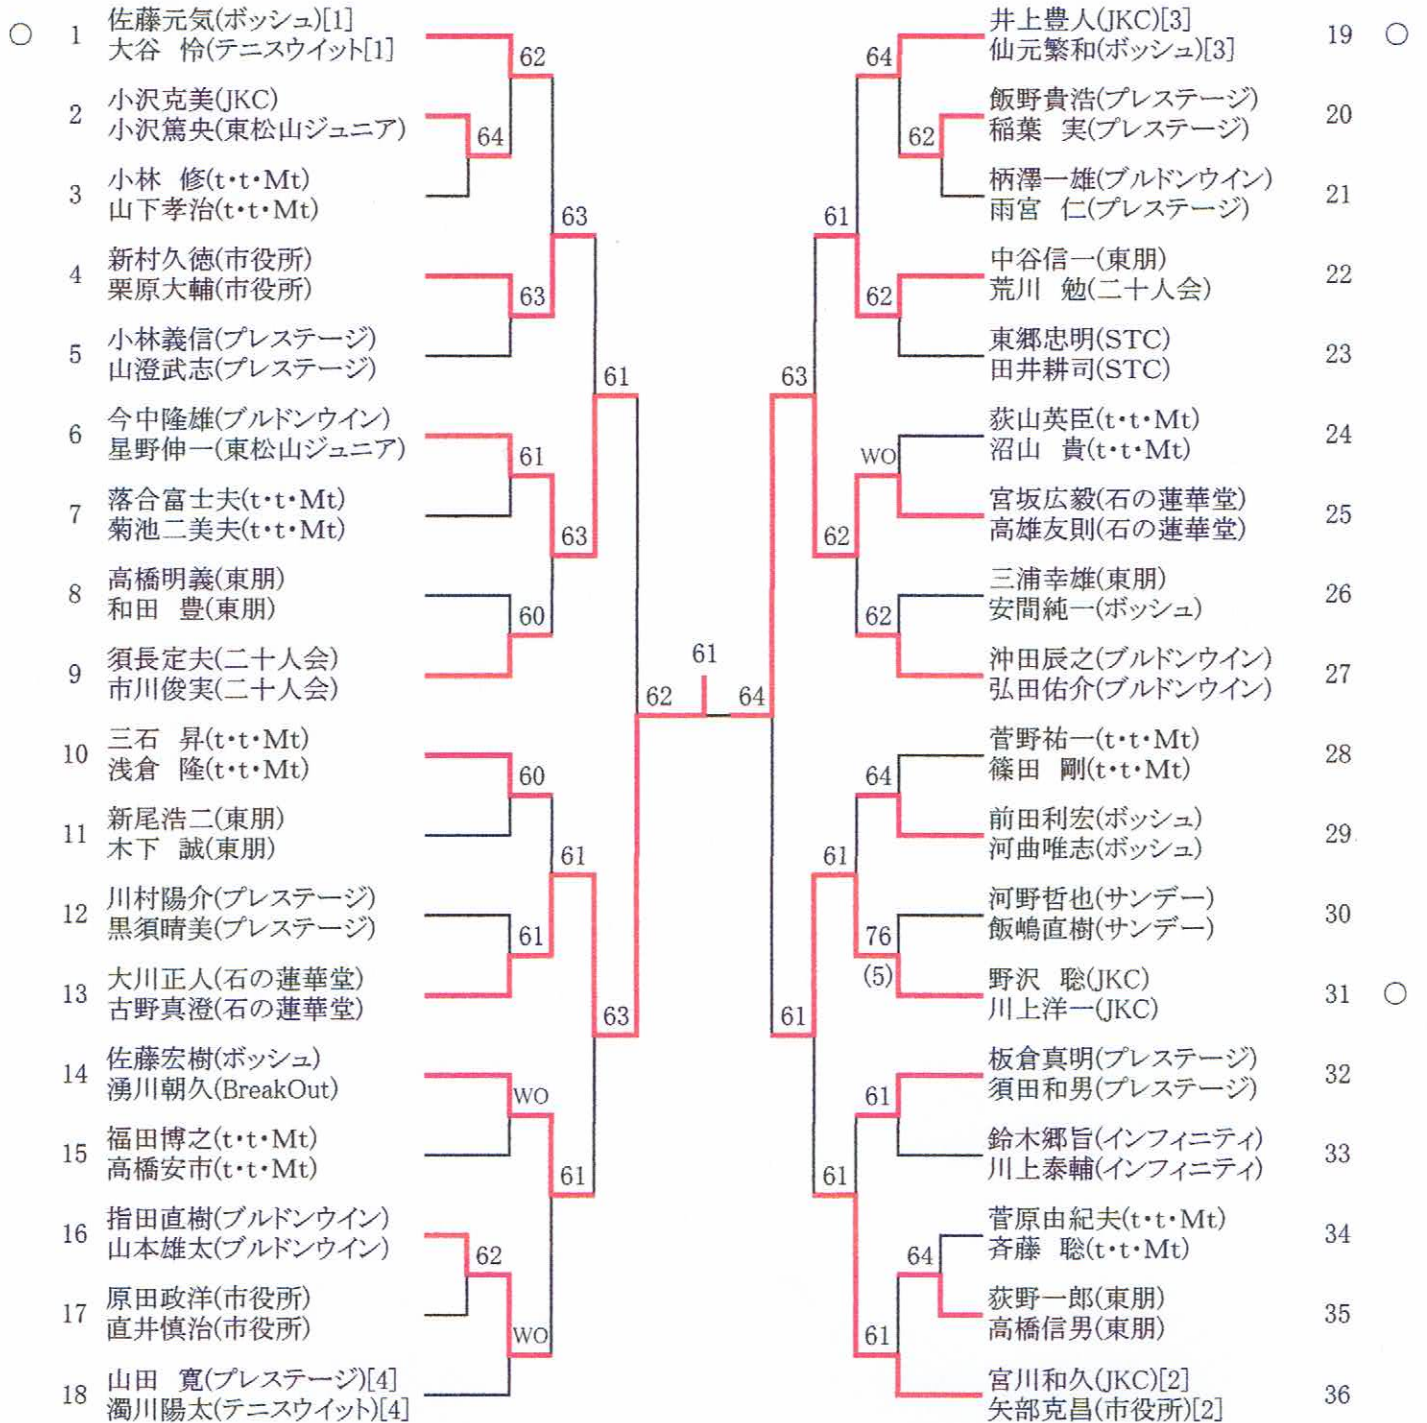 ○ 1 佐藤元気(ボッシュ)[1]
大谷 怜(テニスウイット[1]
2 小沢克美(JKC)
小沢篤央(東松山ジュニア)
3 小林 修(t・t・Mt)
山下孝治(t・t・Mt)
4 新村久徳(市役所)
栗原大輔(市役所)
5 小林義信(プレステージ)
山澄武志(プレステージ)
6 今中隆雄(ブルドンウイン)
星野伸一(東松山ジュニア)
7 落合富士夫(t・t・Mt)
菊池二美夫(t・t・Mt)
8 高橋明義(東朋)
和田 豊(東朋)
9 須長定夫(二十人会)
市川俊実(二十人会)
10 三石 昇(t・t・Mt)
浅倉 隆(t・t・Mt)
11 新尾浩二(東朋)
木下 誠(東朋)
12 川村陽介(プレステージ)
黒須晴美(プレステージ)
13 大川正人(石の蓮華堂)
古野真澄(石の蓮華堂)
14 佐藤宏樹(ボッシュ)
湧川朝久(BreakOut)
15 福田博之(t・t・Mt)
高橋安市(t・t・Mt)
16 指田直樹(ブルドンウイン)
山本雄太(ブルドンウイン)
17 原田政洋(市役所)
直井慎治(市役所)
18 山田 寛(プレステージ)[4]
濁川陽太(テニスウイット)[4]
62
64
63
63
61
61
63
60
60
61
61
63
WO
61
62
WO
62
61
64
64
62
61
62
63
WO
62
62
64
61
76
(5)
61
61
61
64
61
井上豊人(JKC)[3] 19 ○
仙元繁和(ボッシュ)[3]
飯野貴浩(プレステージ) 20
稲葉 実(プレステージ)
柄澤一雄(ブルドンウイン) 21
雨宮 仁(プレステージ)
中谷信一(東朋) 22
荒川 勉(二十人会)
東郷忠明(STC) 23
田井耕司(STC)
荻山英臣(t・t・Mt) 24
沼山 貴(t・t・Mt)
宮坂広毅(石の蓮華堂) 25
高雄友則(石の蓮華堂)
三浦幸雄(東朋) 26
安間純一(ボッシュ)
沖田辰之(ブルドンウイン) 27
弘田佑介(ブルドンウイン)
菅野祐一(t・t・Mt) 28
篠田 剛(t・t・Mt)
前田利宏(ボッシュ) 29
河曲唯志(ボッシュ)
河野哲也(サンデー) 30
飯嶋直樹(サンデー)
野沢 聡(JKC) 31 ○
川上洋一(JKC)
板倉真明(プレステージ) 32
須田和男(プレステージ)
鈴木郷旨(インフィニティ) 33
川上泰輔(インフィニティ)
菅原由紀夫(t・t・Mt) 34
斉藤 聡(t・t・Mt)
荻野一郎(東朋) 35
高橋信男(東朋)
宮川和久(JKC)[2] 36
矢部克昌(市役所)[2]